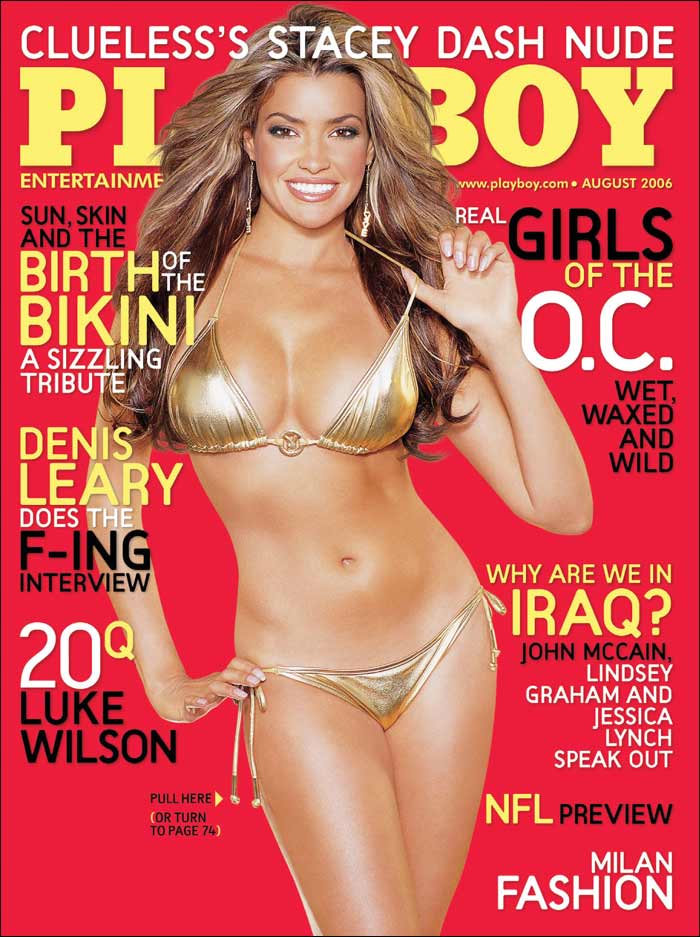 CLUELESS'S STACEY DASH NUDE
PL BOY
ENTERTAINME
www.playboy.com • AUGUST 2006
SUN, SKIN
AND THE
BIRTH OF
THE
BIKINI
A SIZZLING
TRIBUTE
DENIS
LEARY
DOES THE
F-ING
INTERVIEW
20Q
LUKE
WILSON
PULL HERE
(OR TURN
TO PAGE 74)
REAL GIRLS
OF THE
O.C.
WET,
WAXED
AND
WILD
WHY ARE WE IN
IRAQ?
JOHN MCCAIN,
LINDSEY
GRAHAM AND
JESSICA
LYNCH
SPEAK OUT
NFL PREVIEW
MILAN
FASHION